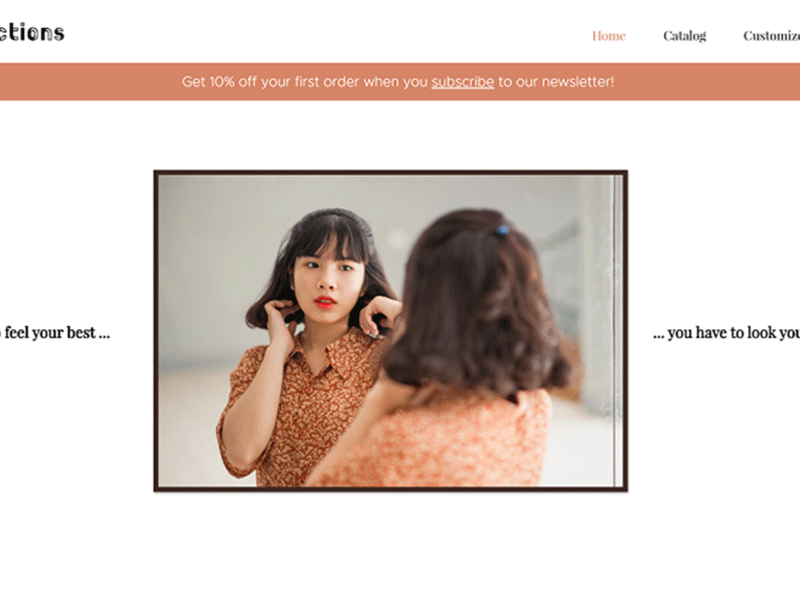 ctions
Home Catalog Customize
Get 10% off your first order when you subscribe to our newsletter!
feel your best ...
... you have to look you